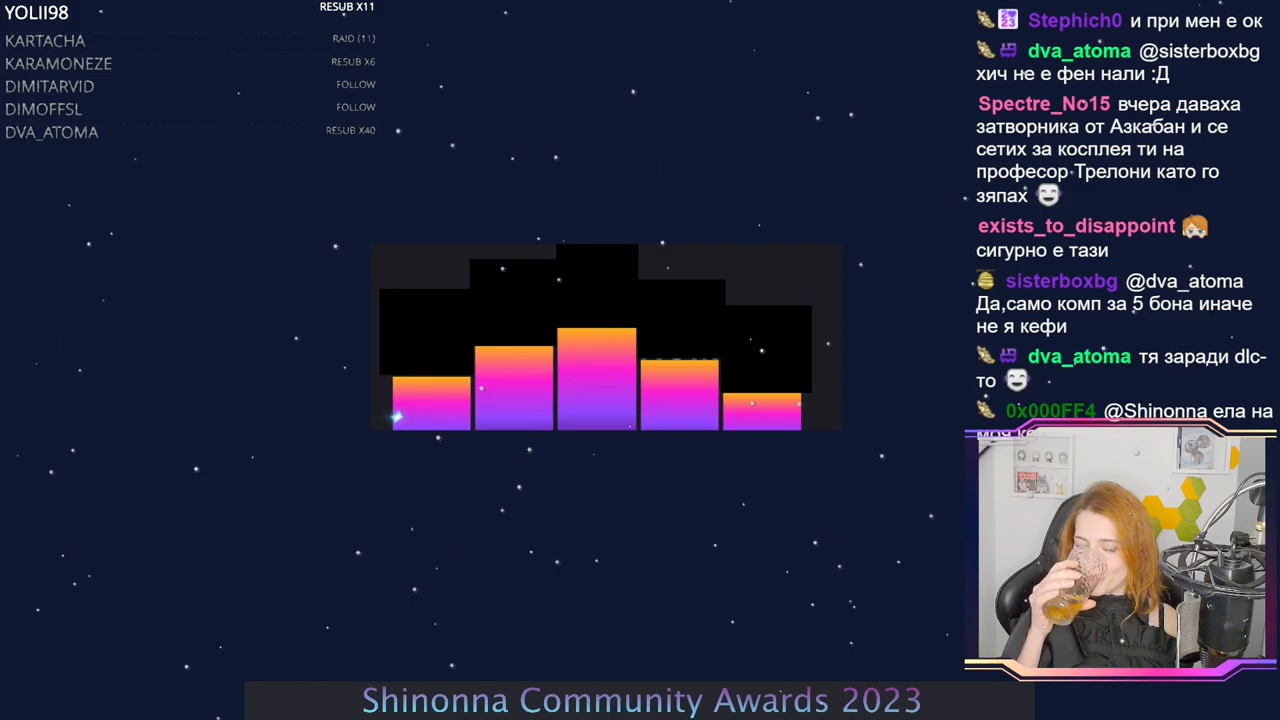 YOLII98 RESUB X11
KARTACHA RAID (11)
KARAMONEZE RESUB X6
DIMITARVID FOLLOW
DIMOFFSL FOLLOW
DVA_ATOMA RESUB X40
Stephich0 и при мен е ок
dva_atoma @sisterboxbg
хич не е фен нали :Д
Spectre_No15 вчера даваха
затворника от Азкабан и се
сетих за косплея ти на
професор Трелони като го
зяпах
exists_to_disappoint
сигурно е тази
sisterboxbg @dva_atoma
Да,само комп за 5 бона иначе
не я кефи
dva_atoma тя заради dlc-
то
0x000FF4 @Shinonna ела на
Shinonna Community Awards 2023